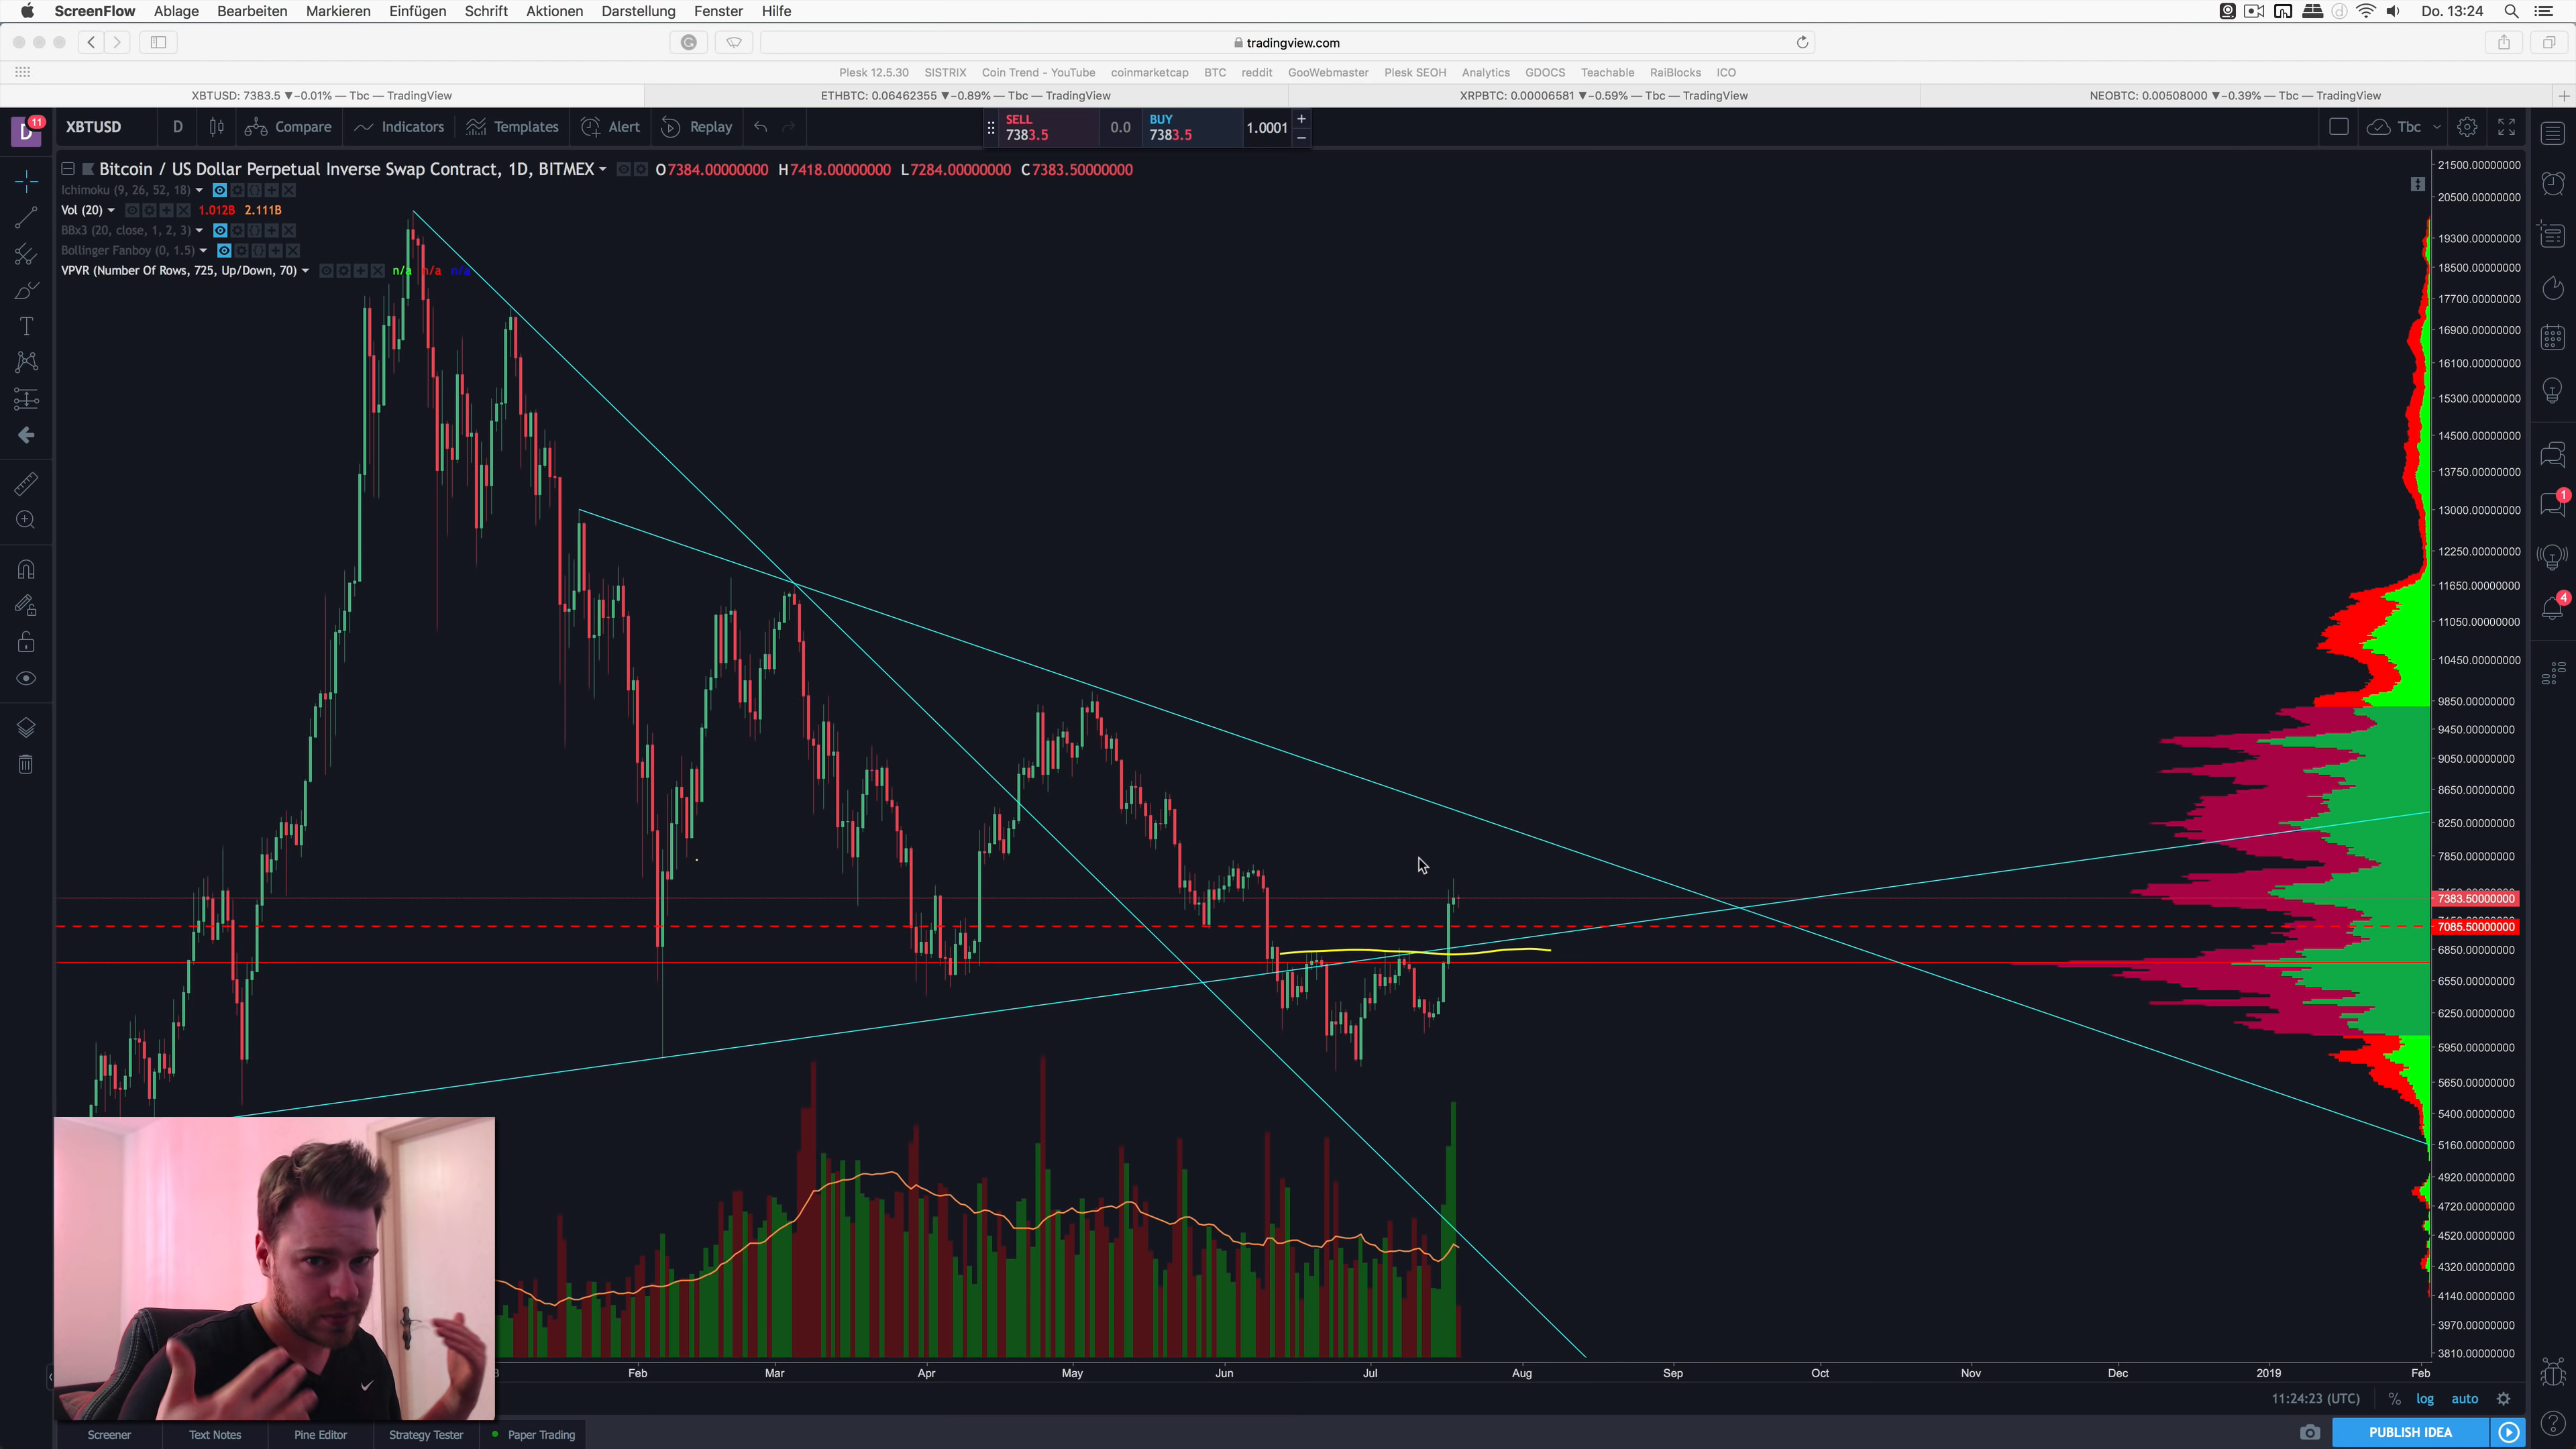 ScreenFlow Ablage Bearbeiten Markieren Einfügen Schrift Aktionen Darstellung Fenster Hilfe Do. 13:24
tradingview.com
Plesk 12.5.30 SISTRIX Coin Trend - YouTube coinmarketcap BTC reddit GooWebmaster Plesk SEOH Analytics GDOCS Teachable RaiBlocks ICO
XBTUSD: 7383.5 ▼−0.01% — Tbc — TradingView ETHBTC: 0.06462355 ▼−0.89% — Tbc — TradingView XRPBTC: 0.00006581 ▼−0.59% — Tbc — TradingView NEOBTC: 0.00508000 ▼−0.39% — Tbc — TradingView
D 11 XBTUSD D Compare Indicators Templates Alert Replay SELL 7383.5 0.0 BUY 7383.5 1.0001 + − Tbc
Bitcoin / US Dollar Perpetual Inverse Swap Contract, 1D, BITMEX O7384.00000000 H7418.00000000 L7284.00000000 C7383.50000000
Ichimoku (9, 26, 52, 18)
Vol (20) 1.012B 2.111B
BBx3 (20, close, 1, 2, 3)
Bollinger Fanboy (0, 1.5)
VPVR (Number Of Rows, 725, Up/Down, 70) n/a n/a n/a
21500.00000000
20500.00000000
19300.00000000
18500.00000000
17700.00000000
16900.00000000
16100.00000000
15300.00000000
14500.00000000
13750.00000000
13000.00000000
12250.00000000
11650.00000000
11050.00000000
10450.00000000
9850.00000000
9450.00000000
9050.00000000
8650.00000000
8250.00000000
7850.00000000
7383.50000000
7085.50000000
6850.00000000
6550.00000000
6250.00000000
5950.00000000
5650.00000000
5400.00000000
5160.00000000
4920.00000000
4720.00000000
4520.00000000
4320.00000000
4140.00000000
3970.00000000
3810.00000000
1
4
Feb Mar Apr May Jun Jul Aug Sep Oct Nov Dec 2019 Feb
11:24:23 (UTC) % log auto
Screener Text Notes Pine Editor Strategy Tester Paper Trading PUBLISH IDEA